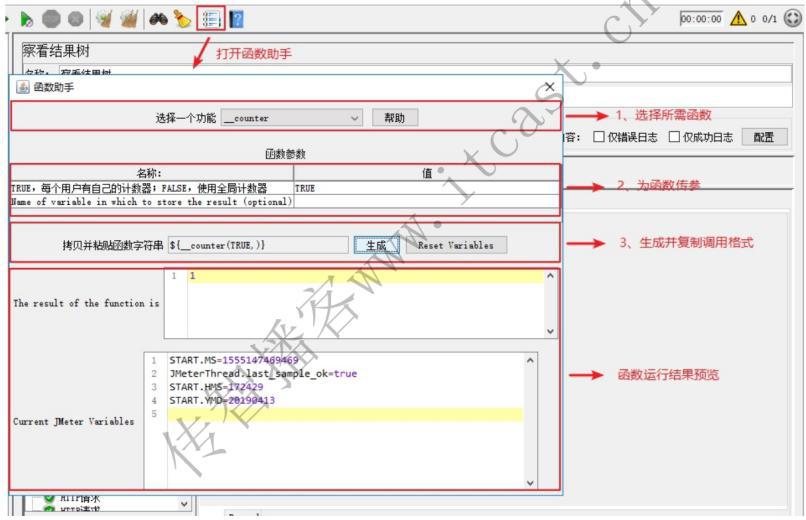 00:00:00 0 0/1
察看结果树
打开函数助手
名称： 察看结果树
函数助手
选择一个功能 __counter 帮助
1、选择所需函数
容： 仅错误日志 仅成功日志 配置
函数参数
名称： 值
TRUE，每个用户有自己的计数器；FALSE，使用全局计数器 TRUE
2、为函数传参
Name of variable in which to store the result (optional)
拷贝并粘贴函数字符串 ${__counter(TRUE,)} 生成 Reset Variables
3、生成并复制调用格式
1 1
The result of the function is
1 START.MS=1555147469469
2 JMeterThread.last_sample_ok=true
3 START.HMS=172429
4 START.YMD=20190413
5
函数运行结果预览
Current JMeter Variables
HTTP请求
HTTP请求
传智播客www.itcast.cn